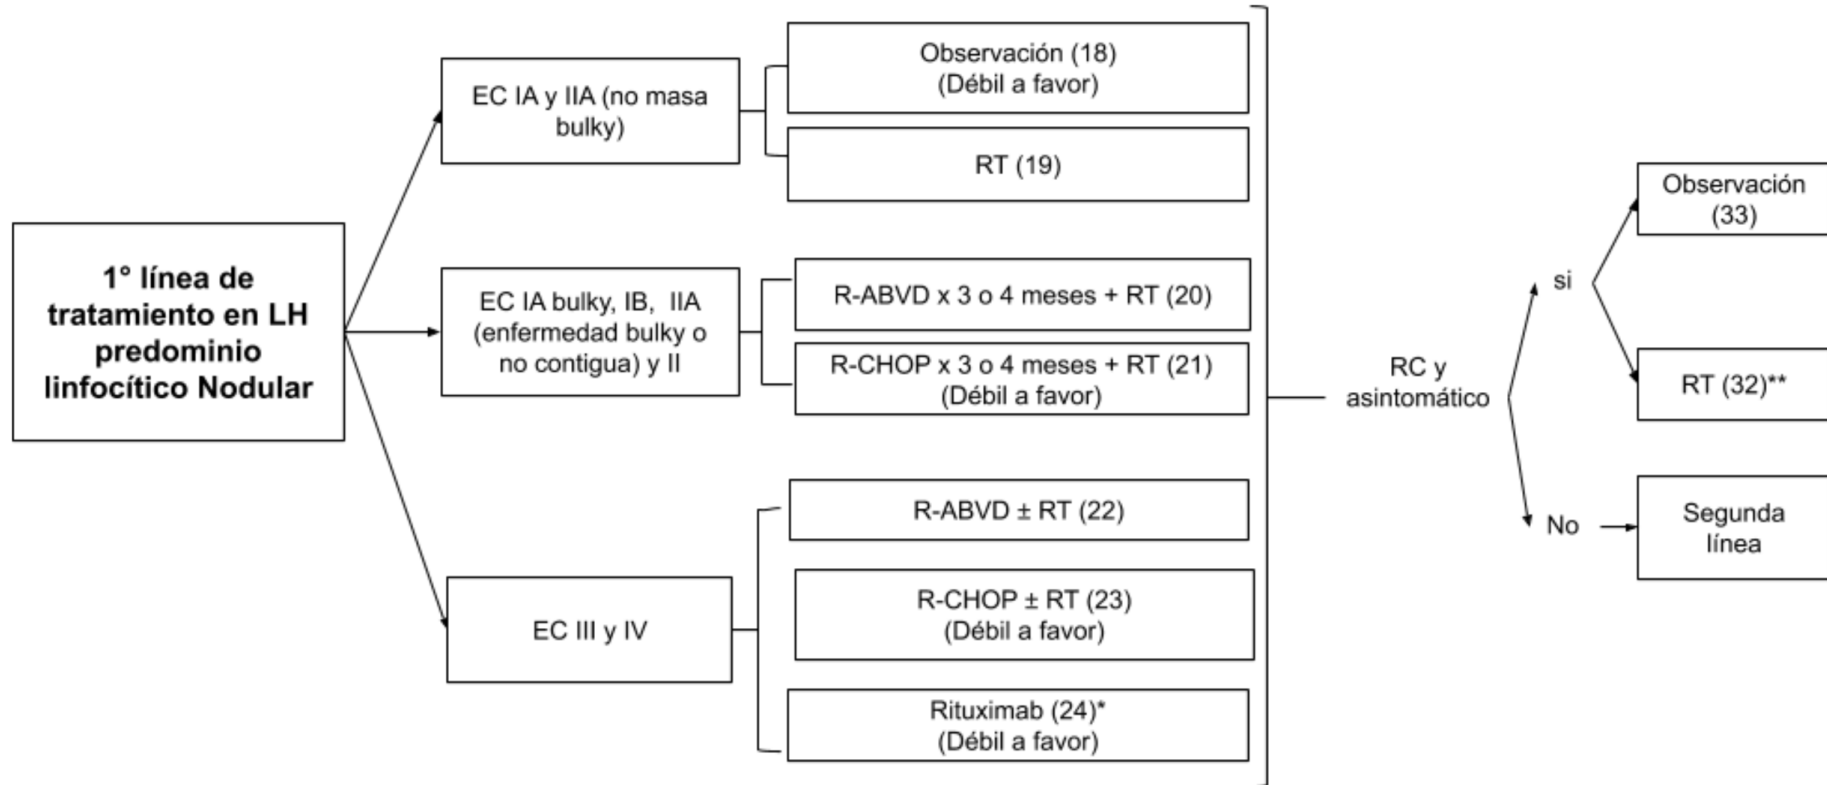 1° línea de
tratamiento en LH
predominio
linfocítico Nodular
EC IA y IIA (no masa
bulky)
Observación (18)
(Débil a favor)
RT (19)
EC IA bulky, IB, IIA
(enfermedad bulky o
no contigua) y II
R-ABVD x 3 o 4 meses + RT (20)
R-CHOP x 3 o 4 meses + RT (21)
(Débil a favor)
EC III y IV
R-ABVD ± RT (22)
R-CHOP ± RT (23)
(Débil a favor)
Rituximab (24)*
(Débil a favor)
RC y
asintomático
si
Observación
(33)
RT (32)**
No
Segunda
línea